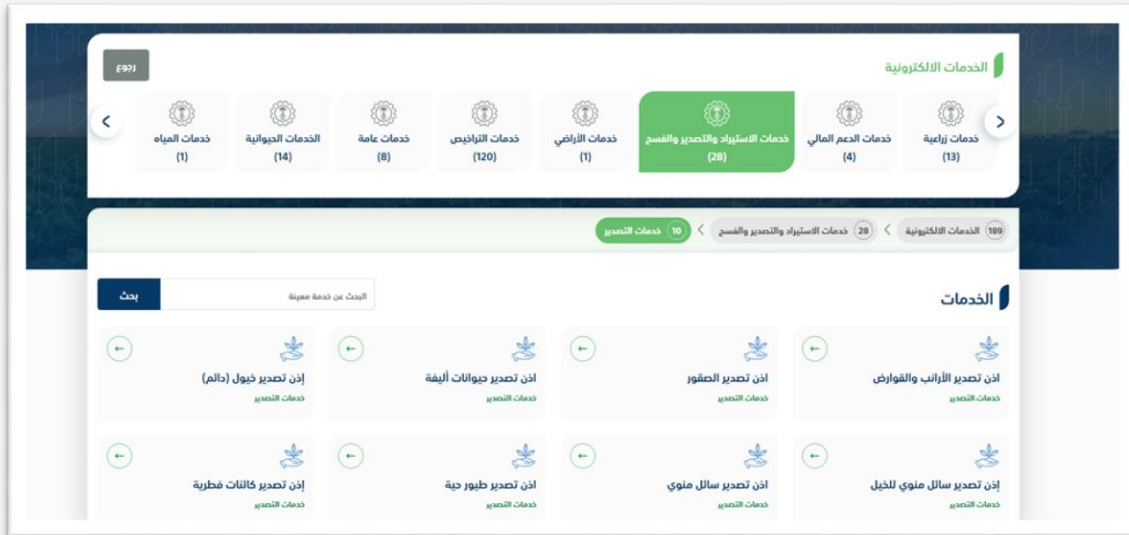 الخدمات الالكترونية
رجوع
خدمات زراعية
(13)
خدمات الدعم المالي
(4)
خدمات الاستيراد والتصدير والفسح
(28)
خدمات الأراضي
(1)
خدمات التراخيص
(120)
خدمات عامة
(8)
الخدمات الحيوانية
(14)
خدمات المياه
(1)
189 الخدمات الالكترونية
28 خدمات الاستيراد والتصدير والفسح
10 خدمات التصدير
الخدمات
البحث عن خدمة معينة
بحث
اذن تصدير الأرانب والقوارض
خدمات التصدير
اذن تصدير الصقور
خدمات التصدير
اذن تصدير حيوانات أليفة
خدمات التصدير
إذن تصدير خيول (دائم)
خدمات التصدير
إذن تصدير سائل منوي للخيل
خدمات التصدير
اذن تصدير سائل منوي
خدمات التصدير
اذن تصدير طيور حية
خدمات التصدير
إذن تصدير كائنات فطرية
خدمات التصدير